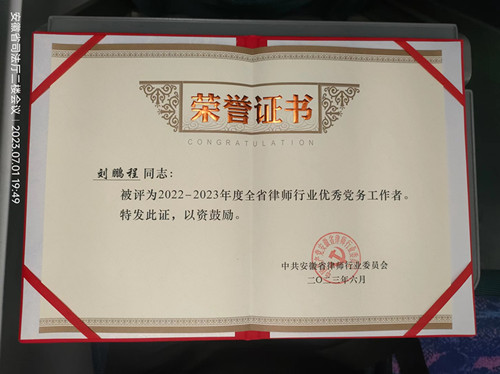 荣誉证书
CONGRATULATION
刘鹏程同志：
被评为2022-2023年度全省律师行业优秀党务工作者。
特发此证，以资鼓励。
中共安徽省律师行业委员会
二〇二三年六月
安徽省司法厅二楼会议 2023.07.01 19:49